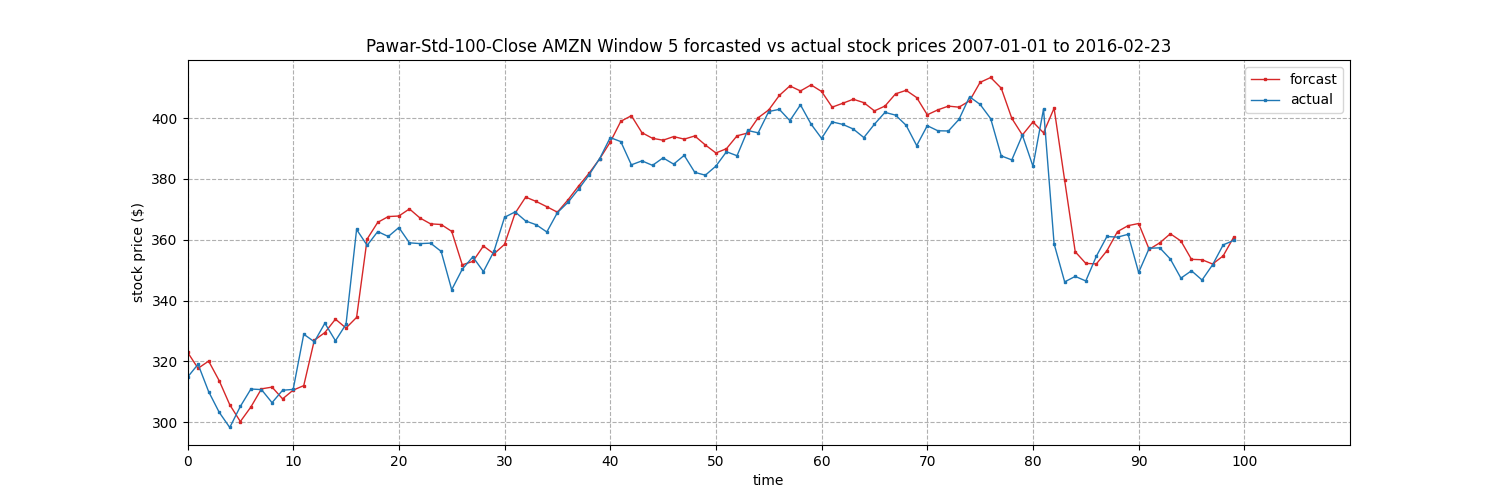 Pawar-Std-100-Close AMZN Window 5 forcasted vs actual stock prices 2007-01-01 to 2016-02-23
forcast
actual
stock price ($)
400
380
360
340
320
300
0 10 20 30 40 50 60 70 80 90 100
time